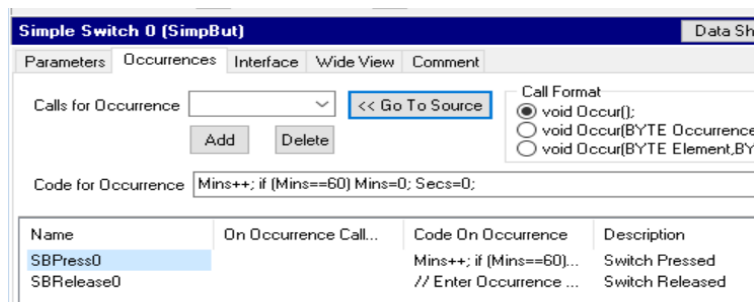 Simple Switch 0 (SimpBut)
Data Sh
Parameters Occurrences Interface Wide View Comment
Calls for Occurrence << Go To Source
Add Delete
Call Format
void Occur();
void Occur(BYTE Occurrence
void Occur(BYTE Element,BY
Code for Occurrence Mins++; if (Mins==60) Mins=0; Secs=0;
Name On Occurrence Call... Code On Occurrence Description
SBPress0 Mins++; if (Mins==60)... Switch Pressed
SBRelease0 // Enter Occurrence ... Switch Released